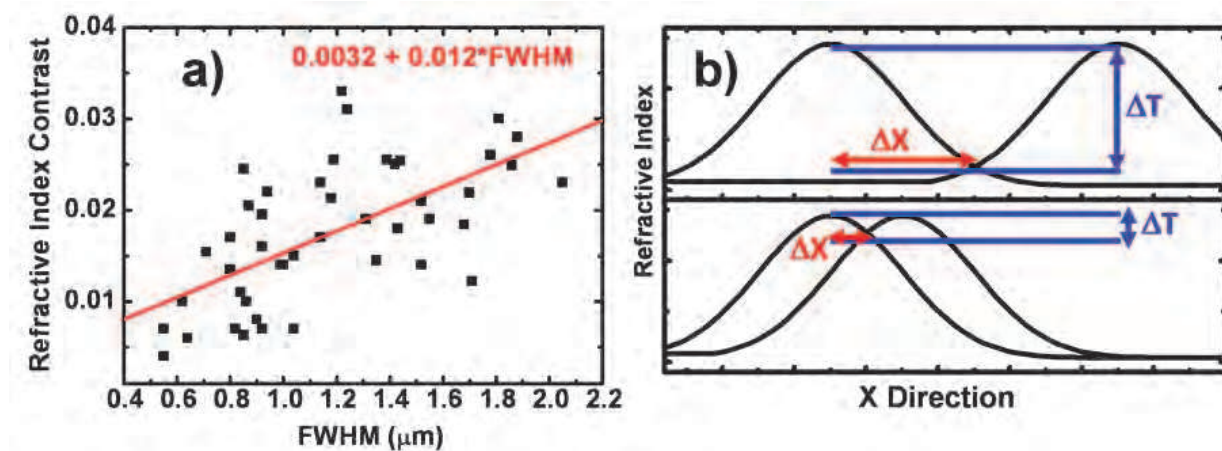 a)
0.0032 + 0.012*FWHM
Refractive Index Contrast
0.04
0.03
0.02
0.01
0.4 0.6 0.8 1.0 1.2 1.4 1.6 1.8 2.0 2.2
FWHM (μm)
b)
ΔT
ΔX
ΔT
ΔX
Refractive Index
X Direction